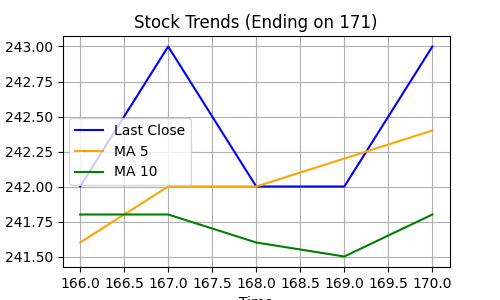 Stock Trends (Ending on 171)
243.00
242.75
242.50
242.25
242.00
241.75
241.50
Last Close
MA 5
MA 10
166.0 166.5 167.0 167.5 168.0 168.5 169.0 169.5 170.0
Time